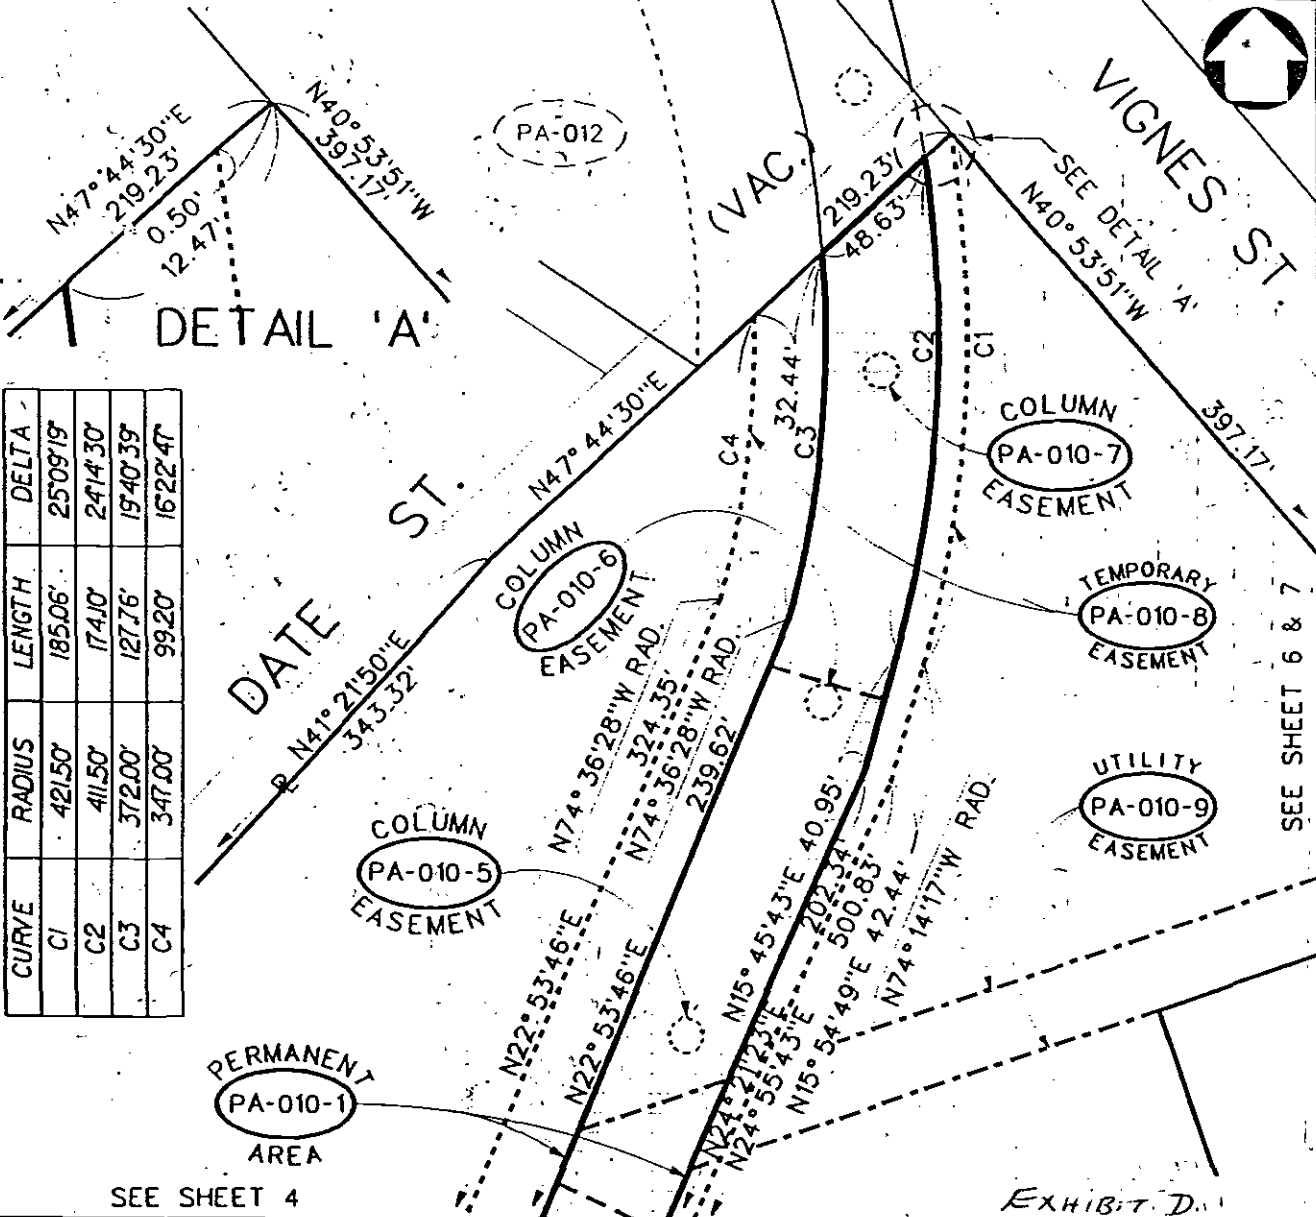 N47°44'30"E
219.23'
0.50'
12.47'
N40°53'51"W
397.17'
DETAIL 'A'
PA-012
(VAC.)
VIGNES ST.
SEE DETAIL 'A'
N40°53'51"W
397.17'
219.23'
48.63'
32.44'
C1
C2
C3
C4
N47°44'30"E
DATE ST.
N41°21'50"E
343.32'
COLUMN
PA-010-7
EASEMENT
COLUMN
PA-010-6
EASEMENT
TEMPORARY
PA-010-8
EASEMENT
UTILITY
PA-010-9
EASEMENT
COLUMN
PA-010-5
EASEMENT
PERMANENT
PA-010-1
AREA
N74°36'28"W RAD.
324.35'
N74°36'28"W RAD.
239.62'
N22°53'46"E
N22°53'46"E
N15°45'43"E 40.95'
N24°21'23"E 202.34'
N24°55'43"E 500.83'
N15°54'49"E 42.44'
N74°14'17"W RAD.
CURVE RADIUS LENGTH DELTA
C1 421.50' 185.06' 25°09'19"
C2 411.50' 174.10' 24°14'30"
C3 372.00' 127.76' 19°40'39"
C4 347.00' 99.20' 16°22'47"
SEE SHEET 6 & 7
SEE SHEET 4
EXHIBIT D